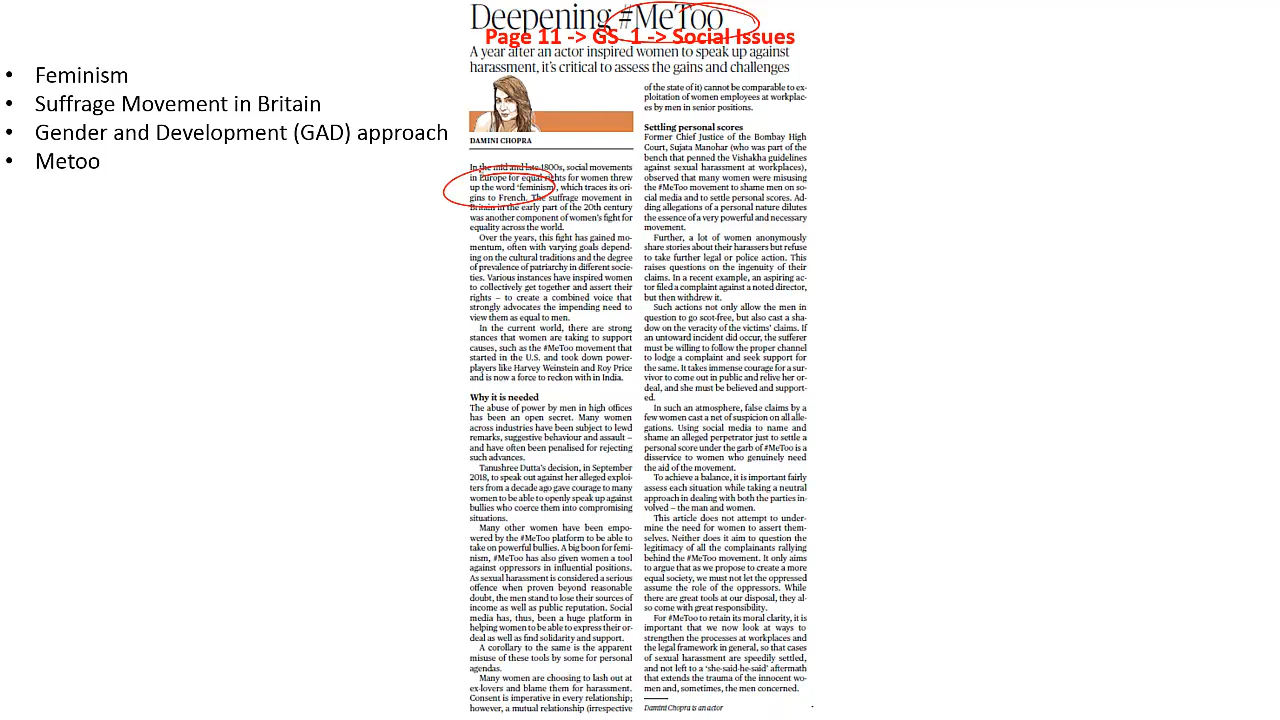 Deepening #MeToo
Page 11 -> GS 1 -> Social Issues
A year after an actor inspired women to speak up against
harassment, it's critical to assess the gains and challenges
• Feminism
• Suffrage Movement in Britain
• Gender and Development (GAD) approach
• Metoo
DAMINI CHOPRA
In the mid and late 1800s, social movements
in Europe for equal rights for women threw
up the word 'feminism', which traces its ori-
gins to French. The suffrage movement in
Britain in the early part of the 20th century
was another component of women's fight for
equality across the world.
Over the years, this fight has gained mo-
mentum, often with varying goals depend-
ing on the cultural traditions and the degree
of prevalence of patriarchy in different socie-
ties. Various instances have inspired women
to collectively get together and assert their
rights – to create a combined voice that
strongly advocates the impending need to
view them as equal to men.
In the current world, there are strong
stances that women are taking to support
causes, such as the #MeToo movement that
started in the U.S. and took down power-
players like Harvey Weinstein and Roy Price
and is now a force to reckon with in India.
Why it is needed
The abuse of power by men in high offices
has been an open secret. Many women
across industries have been subject to lewd
remarks, suggestive behaviour and assault –
and have often been penalised for rejecting
such advances.
Tanushree Dutta's decision, in September
2018, to speak out against her alleged exploi-
ters from a decade ago gave courage to many
women to be able to openly speak up against
bullies who coerce them into compromising
situations.
Many other women have been empo-
wered by the #MeToo platform to be able to
take on powerful bullies. A big boon for femi-
nism, #MeToo has also given women a tool
against oppressors in influential positions.
As sexual harassment is considered a serious
offence when proven beyond reasonable
doubt, the men stand to lose their sources of
income as well as public reputation. Social
media has, thus, been a huge platform in
helping women to be able to express their or-
deal as well as find solidarity and support.
A corollary to the same is the apparent
misuse of these tools by some for personal
agendas.
Many women are choosing to lash out at
ex-lovers and blame them for harassment.
Consent is imperative in every relationship;
however, a mutual relationship (irrespective
of the state of it) cannot be comparable to ex-
ploitation of women employees at workplac-
es by men in senior positions.
Settling personal scores
Former Chief Justice of the Bombay High
Court, Sujata Manohar (who was part of the
bench that penned the Vishakha guidelines
against sexual harassment at workplaces),
observed that many women were misusing
the #MeToo movement to shame men on so-
cial media and to settle personal scores. Ad-
ding allegations of a personal nature dilutes
the essence of a very powerful and necessary
movement.
Further, a lot of women anonymously
share stories about their harassers but refuse
to take further legal or police action. This
raises questions on the ingenuity of their
claims. In a recent example, an aspiring ac-
tor filed a complaint against a noted director,
but then withdrew it.
Such actions not only allow the men in
question to go scot-free, but also cast a sha-
dow on the veracity of the victims' claims. If
an untoward incident did occur, the sufferer
must be willing to follow the proper channel
to lodge a complaint and seek support for
the same. It takes immense courage for a sur-
vivor to come out in public and relive her or-
deal, and she must be believed and support-
ed.
In such an atmosphere, false claims by a
few women cast a net of suspicion on all alle-
gations. Using social media to name and
shame an alleged perpetrator just to settle a
personal score under the garb of #MeToo is a
disservice to women who genuinely need
the aid of the movement.
To achieve a balance, it is important fairly
assess each situation while taking a neutral
approach in dealing with both the parties in-
volved – the man and women.
This article does not attempt to under-
mine the need for women to assert them-
selves. Neither does it aim to question the
legitimacy of all the complainants rallying
behind the #MeToo movement. It only aims
to argue that as we propose to create a more
equal society, we must not let the oppressed
assume the role of the oppressors. While
there are great tools at our disposal, they al-
so come with great responsibility.
For #MeToo to retain its moral clarity, it is
important that we now look at ways to
strengthen the processes at workplaces and
the legal framework in general, so that cases
of sexual harassment are speedily settled,
and not left to a 'she-said-he-said' aftermath
that extends the trauma of the innocent wo-
men and, sometimes, the men concerned.
Damini Chopra is an actor